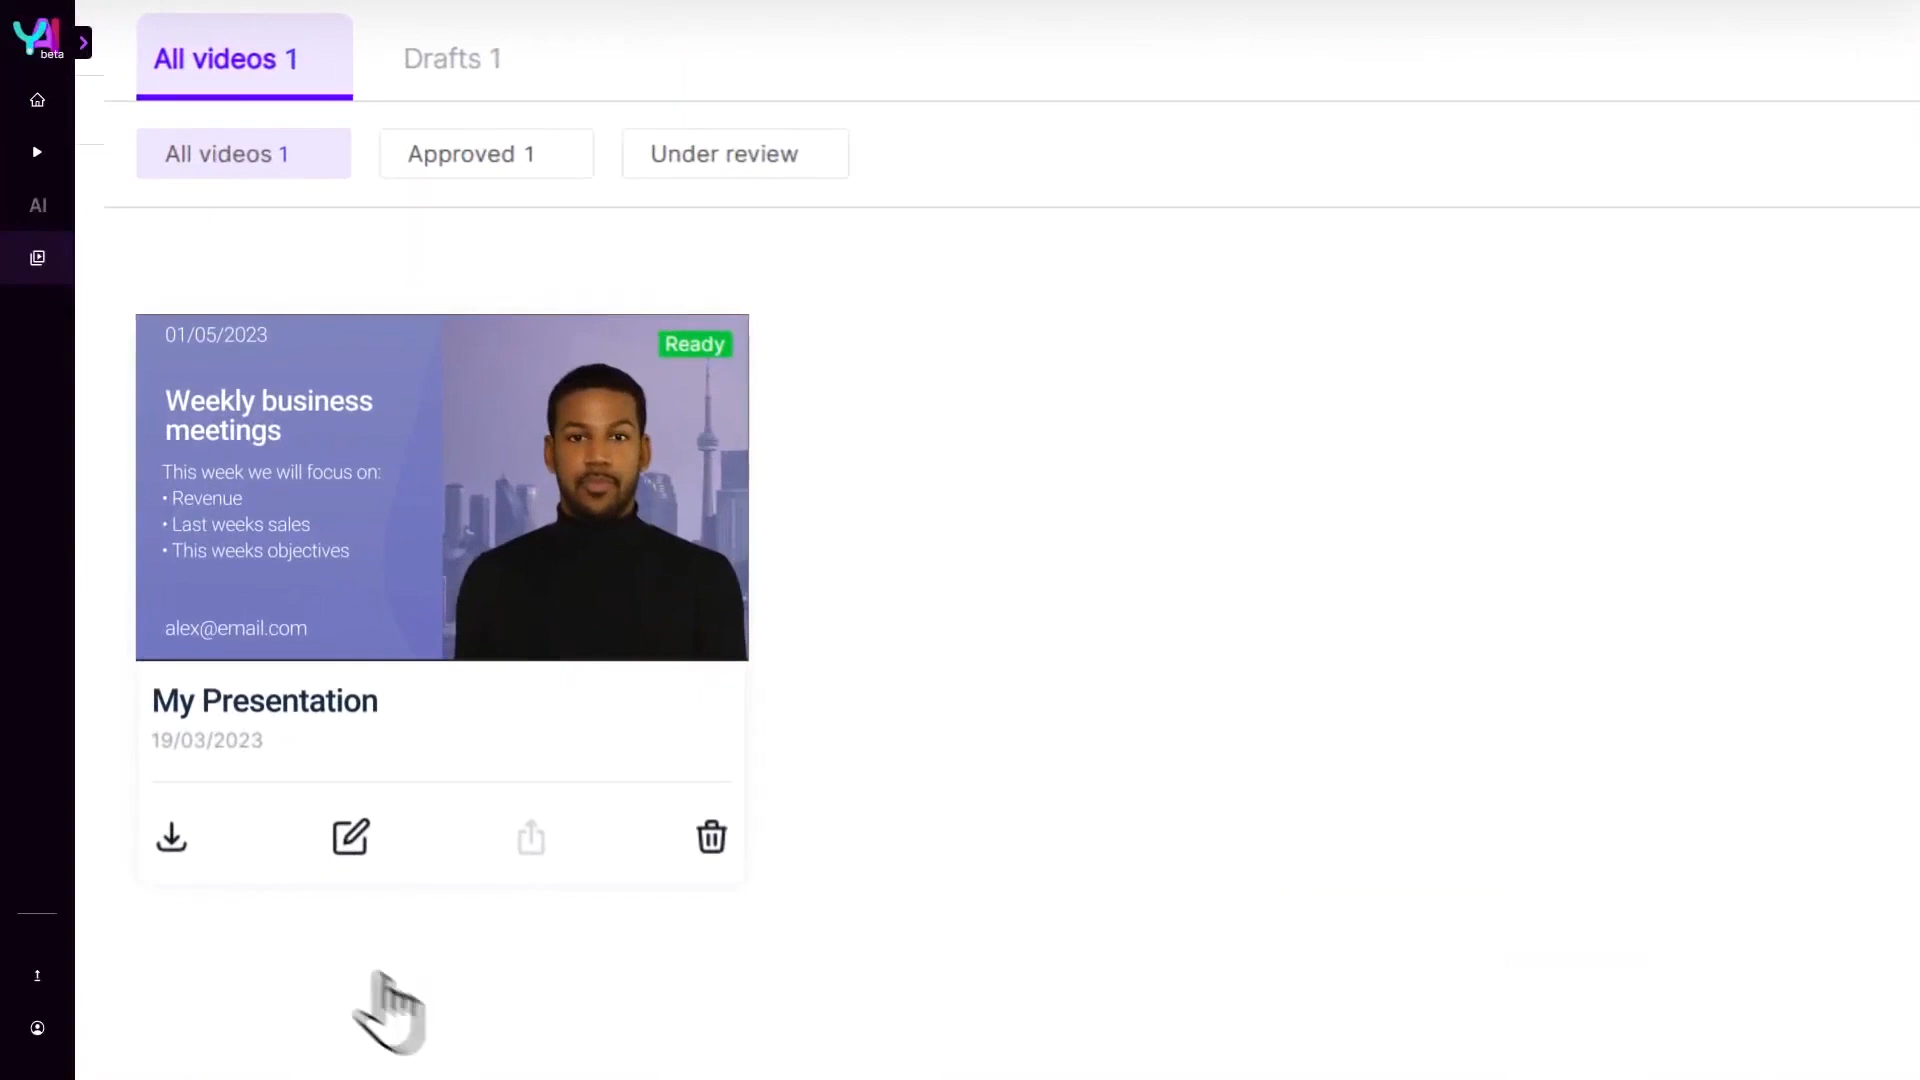 YAI
beta
All videos 1
Drafts 1
All videos 1
Approved 1
Under review
AI
01/05/2023
Ready
Weekly business
meetings
This week we will focus on:
• Revenue
• Last weeks sales
• This weeks objectives
alex@email.com
My Presentation
19/03/2023